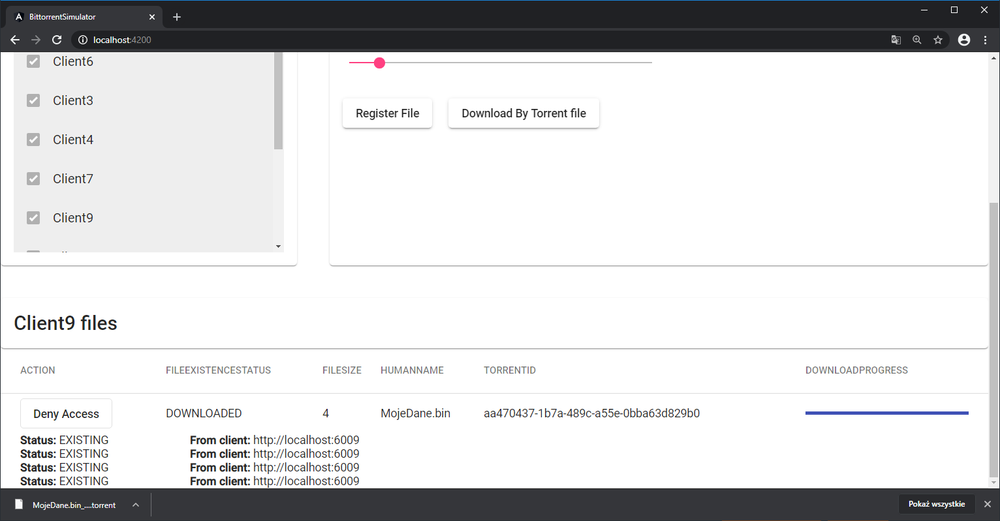 BittorrentSimulator
localhost:4200
Client6
Client3
Client4
Client7
Client9
Register File
Download By Torrent file
Client9 files
ACTION FILEEXISTENCESTATUS FILESIZE HUMANNAME TORRENTID DOWNLOADPROGRESS
Deny Access DOWNLOADED 4 MojeDane.bin aa470437-1b7a-489c-a55e-0bba63d829b0
Status: EXISTING From client: http://localhost:6009
Status: EXISTING From client: http://localhost:6009
Status: EXISTING From client: http://localhost:6009
Status: EXISTING From client: http://localhost:6009
MojeDane.bin_....torrent
Pokaż wszystkie